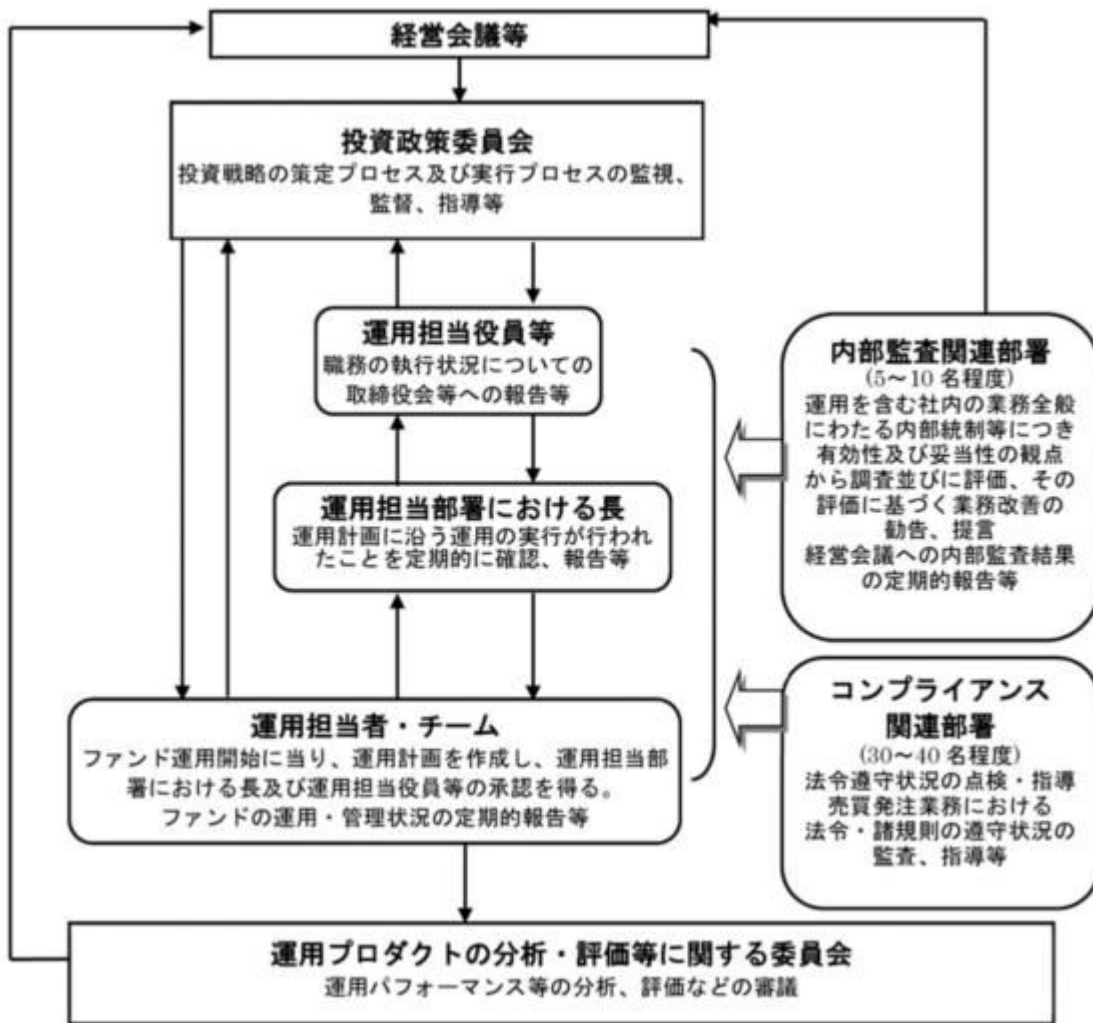 経営会議等
投資政策委員会
投資戦略の策定プロセス及び実行プロセスの監視、
監督、指導等
運用担当役員等
職務の執行状況についての
取締役会等への報告等
運用担当部署における長
運用計画に沿う運用の実行が行われ
たことを定期的に確認、報告等
運用担当者・チーム
ファンド運用開始に当り、運用計画を作成し、運用担当部
署における長及び運用担当役員等の承認を得る。
ファンドの運用・管理状況の定期的報告等
内部監査関連部署
(5～10 名程度)
運用を含む社内の業務全般
にわたる内部統制等につき
有効性及び妥当性の観点
から調査並びに評価、その
評価に基づく業務改善の
勧告、提言
経営会議への内部監査結果
の定期的報告等
コンプライアンス
関連部署
(30～40 名程度)
法令遵守状況の点検・指導
売買発注業務における
法令・諸規則の遵守状況の
監査、指導等
運用プロダクトの分析・評価等に関する委員会
運用パフォーマンス等の分析、評価などの審議